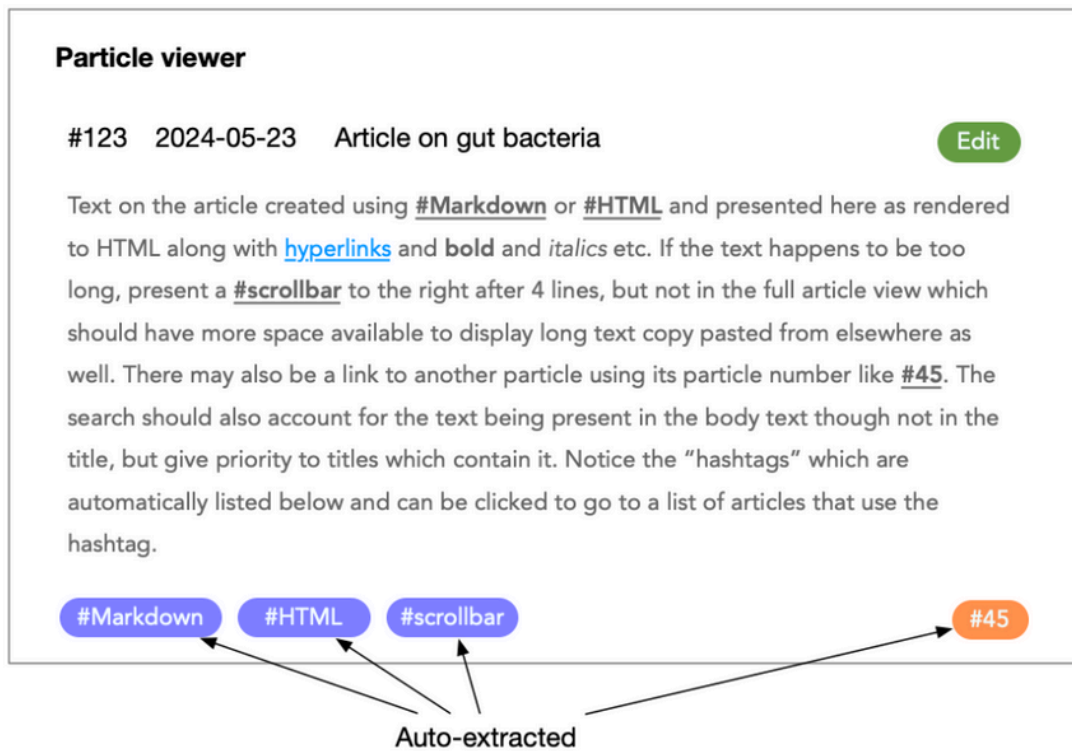 Particle viewer
#123 2024-05-23 Article on gut bacteria Edit
Text on the article created using #Markdown or #HTML and presented here as rendered
to HTML along with hyperlinks and bold and italics etc. If the text happens to be too
long, present a #scrollbar to the right after 4 lines, but not in the full article view which
should have more space available to display long text copy pasted from elsewhere as
well. There may also be a link to another particle using its particle number like #45. The
search should also account for the text being present in the body text though not in the
title, but give priority to titles which contain it. Notice the “hashtags” which are
automatically listed below and can be clicked to go to a list of articles that use the
hashtag.
#Markdown #HTML #scrollbar #45
Auto-extracted